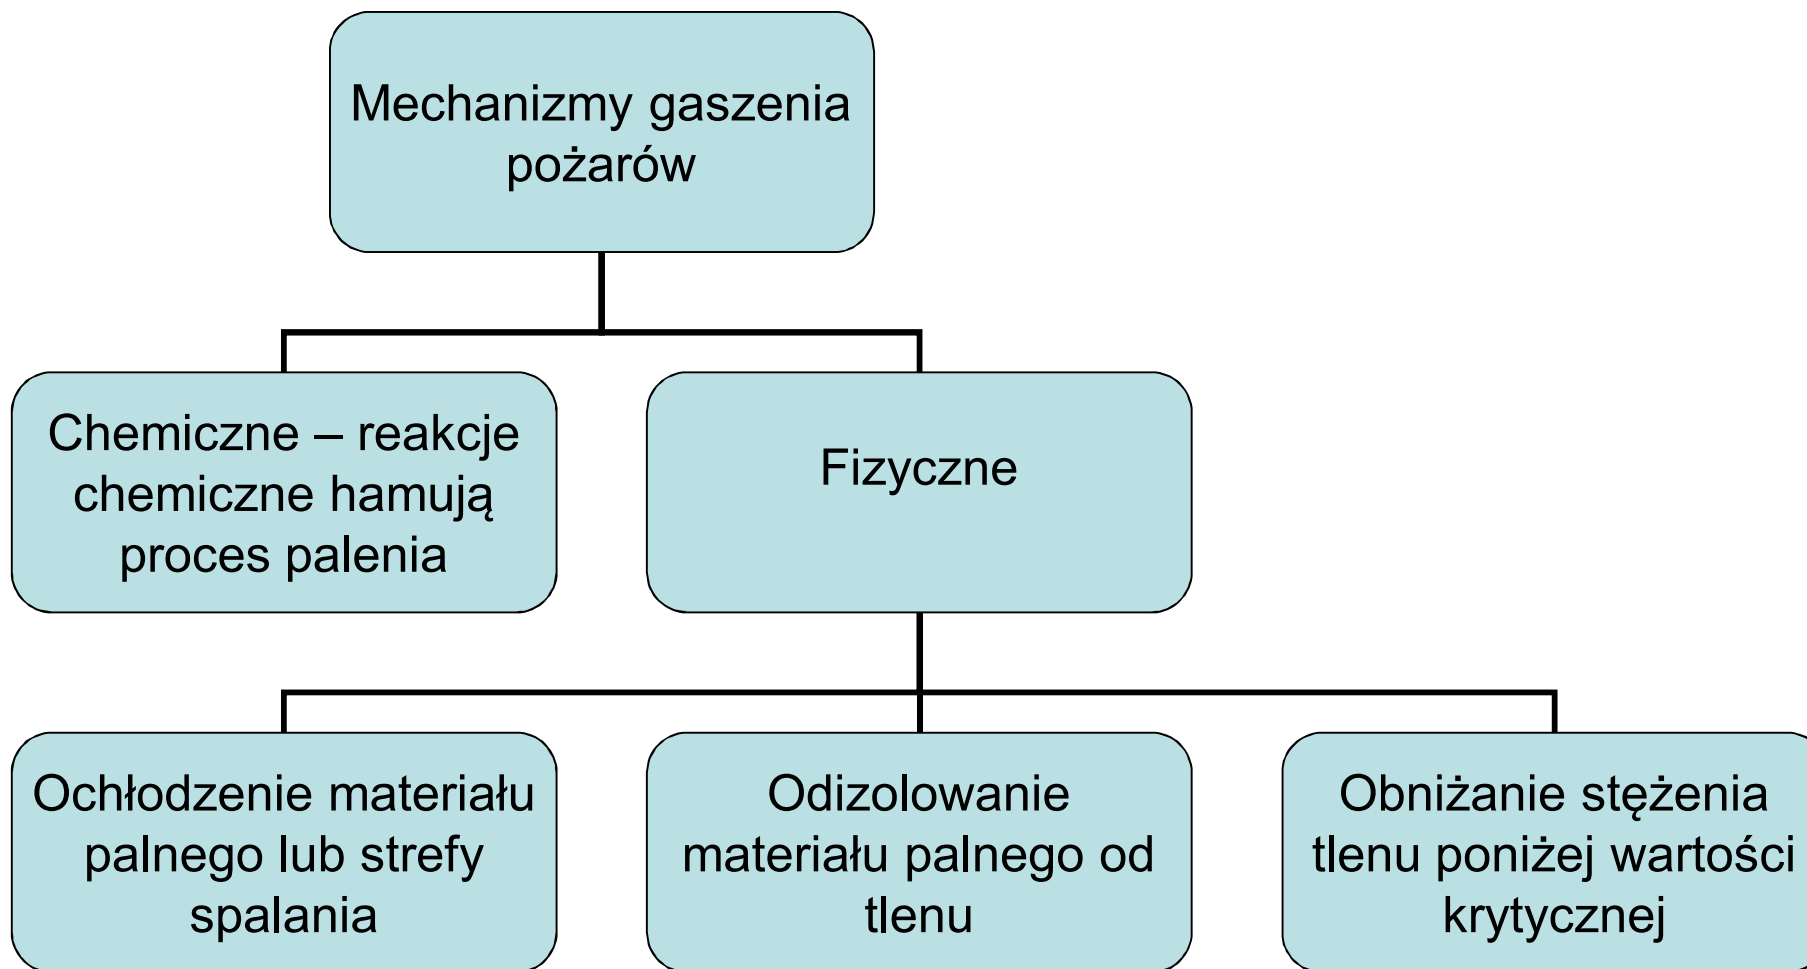 Mechanizmy gaszenia
pożarów
Chemiczne – reakcje
chemiczne hamują
proces palenia
Fizyczne
Ochłodzenie materiału
palnego lub strefy
spalania
Odizolowanie
materiału palnego od
tlenu
Obniżanie stężenia
tlenu poniżej wartości
krytycznej